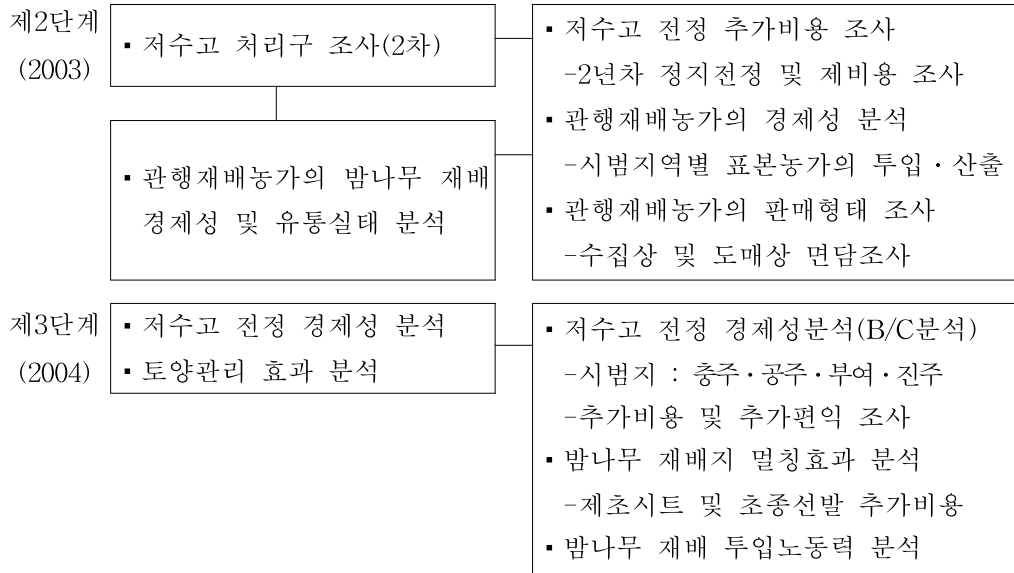 제2단계
(2003)
▪ 저수고 처리구 조사(2차)
▪ 관행재배농가의 밤나무 재배
경제성 및 유통실태 분석
▪ 저수고 전정 추가비용 조사
-2년차 정지전정 및 제비용 조사
▪ 관행재배농가의 경제성 분석
-시범지역별 표본농가의 투입·산출
▪ 관행재배농가의 판매형태 조사
-수집상 및 도매상 면담조사
제3단계
(2004)
▪ 저수고 전정 경제성 분석
▪ 토양관리 효과 분석
▪ 저수고 전정 경제성분석(B/C분석)
-시범지 : 충주·공주·부여·진주
-추가비용 및 추가편익 조사
▪ 밤나무 재배지 멀칭효과 분석
-제초시트 및 초종선발 추가비용
▪ 밤나무 재배 투입노동력 분석